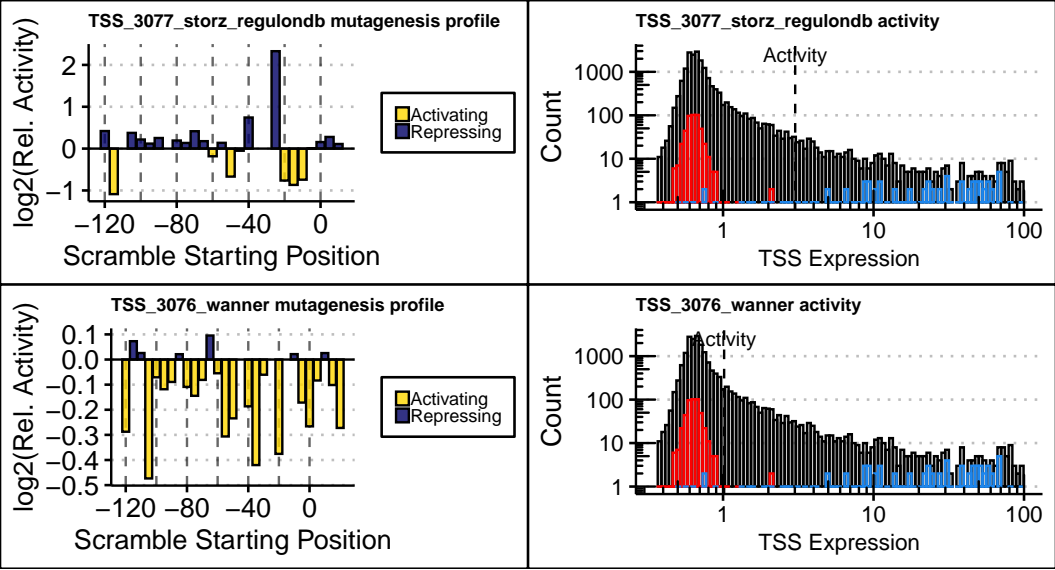 TSS_3077_storz_regulondb mutagenesis profile
log2(Rel. Activity)
2
1
0
−1
−120 −80 −40 0
Scramble Starting Position
Activating
Repressing
TSS_3077_storz_regulondb activity
Activity
Count
1000
100
10
1
1 10 100
TSS Expression
TSS_3076_wanner mutagenesis profile
log2(Rel. Activity)
0.1
0.0
−0.1
−0.2
−0.3
−0.4
−0.5
−120 −80 −40 0
Scramble Starting Position
Activating
Repressing
TSS_3076_wanner activity
Activity
Count
1000
100
10
1
1 10 100
TSS Expression